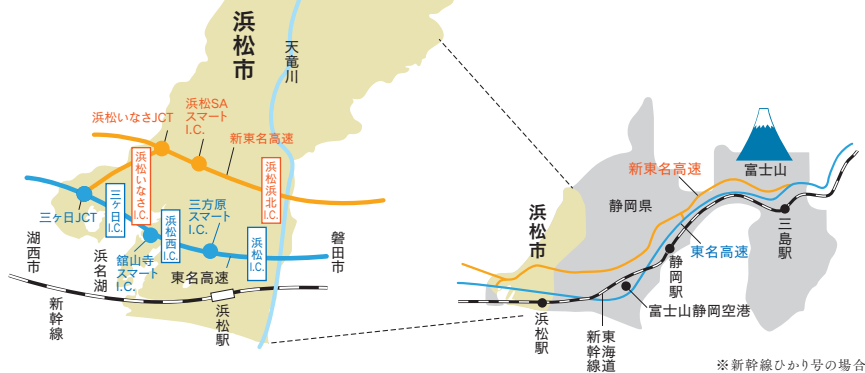 浜松市
天竜川
浜松いなさJCT
浜松SA
スマート
I.C.
新東名高速
浜松いなさI.C.
浜松浜北I.C.
三ヶ日I.C.
三ヶ日JCT
浜松西I.C.
三方原
スマート
I.C.
浜松I.C.
舘山寺
スマート
I.C.
東名高速
湖西市
浜名湖
磐田市
新幹線
浜松駅
富士山
新東名高速
静岡県
浜松市
東名高速
三島駅
静岡駅
富士山静岡空港
浜松駅
東海道
新幹線
※新幹線ひかり号の場合